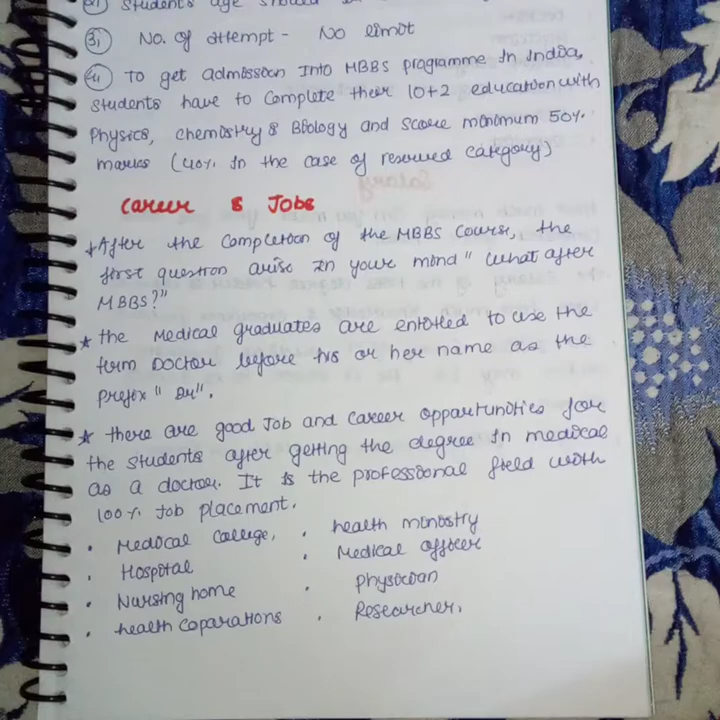 2) Students age should
3) No. of attempt - No limit
4) To get admission Into MBBS programme In India,
students have to complete their 10+2 education with
Physics, chemistry & Biology and score minimum 50%
marks (40% In the case of reserved category)
Career & Jobs
* After the completion of the MBBS course, the
first question arise In your mind "what after
MBBS?"
* the Medical graduates are entitled to use the
term Doctor before his or her name as the
prefix "Dr".
* there are good Job and career opportunities for
the students after getting the degree In medical
as a doctor. It is the professional field with
100% Job placement.
• Medical college, • health ministry
• Hospital • Medical officer
• Nursing home • Physician
• health coparations • Researcher.